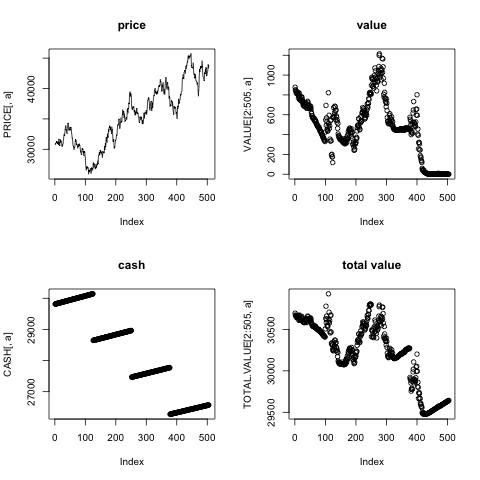 price
value
PRICE[, a]
30000
40000
0 100 200 300 400 500
Index
VALUE[2:505, a]
0 200 600 1000
0 100 200 300 400 500
Index
cash
total value
CASH[, a]
27000
29000
0 100 200 300 400 500
Index
TOTAL.VALUE[2:505, a]
29500
30500
0 100 200 300 400 500
Index